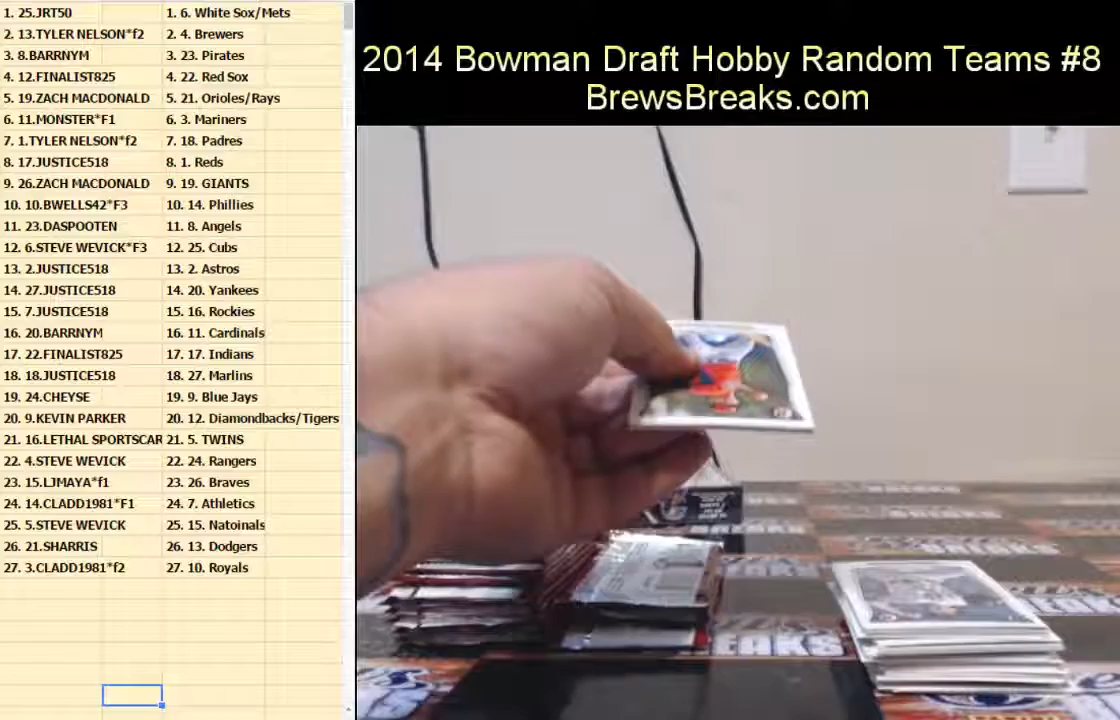 1. 25.JRT50 1. 6. White Sox/Mets
2. 13.TYLER NELSON*f2 2. 4. Brewers
3. 8.BARRNYM 3. 23. Pirates
4. 12.FINALIST825 4. 22. Red Sox
5. 19.ZACH MACDONALD 5. 21. Orioles/Rays
6. 11.MONSTER*F1 6. 3. Mariners
7. 1.TYLER NELSON*f2 7. 18. Padres
8. 17.JUSTICE518 8. 1. Reds
9. 26.ZACH MACDONALD 9. 19. GIANTS
10. 10.BWELLS42*F3 10. 14. Phillies
11. 23.DASPOOTEN 11. 8. Angels
12. 6.STEVE WEVICK*F3 12. 25. Cubs
13. 2.JUSTICE518 13. 2. Astros
14. 27.JUSTICE518 14. 20. Yankees
15. 7.JUSTICE518 15. 16. Rockies
16. 20.BARRNYM 16. 11. Cardinals
17. 22.FINALIST825 17. 17. Indians
18. 18.JUSTICE518 18. 27. Marlins
19. 24.CHEYSE 19. 9. Blue Jays
20. 9.KEVIN PARKER 20. 12. Diamondbacks/Tigers
21. 16.LETHAL SPORTSCAR 21. 5. TWINS
22. 4.STEVE WEVICK 22. 24. Rangers
23. 15.LJMAYA*f1 23. 26. Braves
24. 14.CLADD1981*F1 24. 7. Athletics
25. 5.STEVE WEVICK 25. 15. Natoinals
26. 21.SHARRIS 26. 13. Dodgers
27. 3.CLADD1981*f2 27. 10. Royals
2014 Bowman Draft Hobby Random Teams #8
BrewsBreaks.com